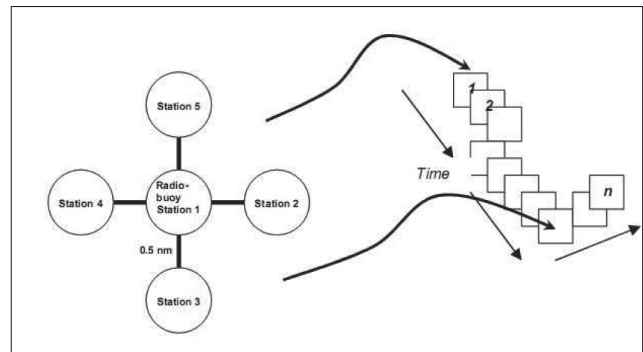 Station 5
Station 4
Radio-
buoy
Station 1
Station 2
0.5 nm
Station 3
1
2
Time
n